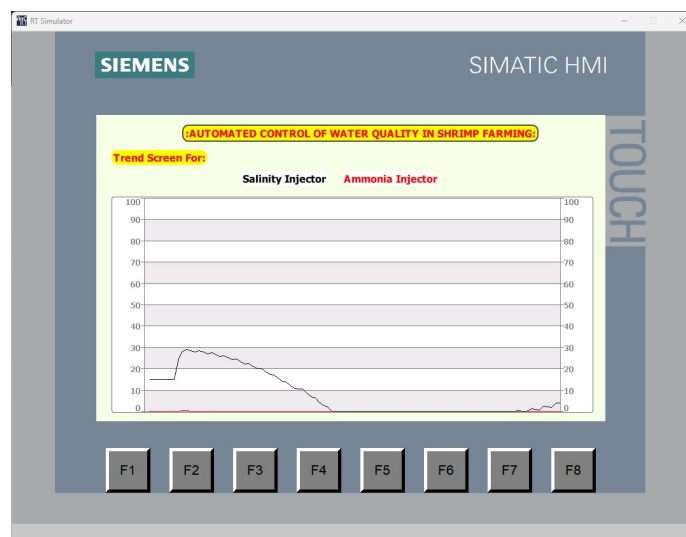 RT Simulator
SIEMENS
SIMATIC HMI
TOUCH
:AUTOMATED CONTROL OF WATER QUALITY IN SHRIMP FARMING:
Trend Screen For:
Salinity Injector Ammonia Injector
100 100
90 90
80 80
70 70
60 60
50 50
40 40
30 30
20 20
10 10
0 0
F1 F2 F3 F4 F5 F6 F7 F8